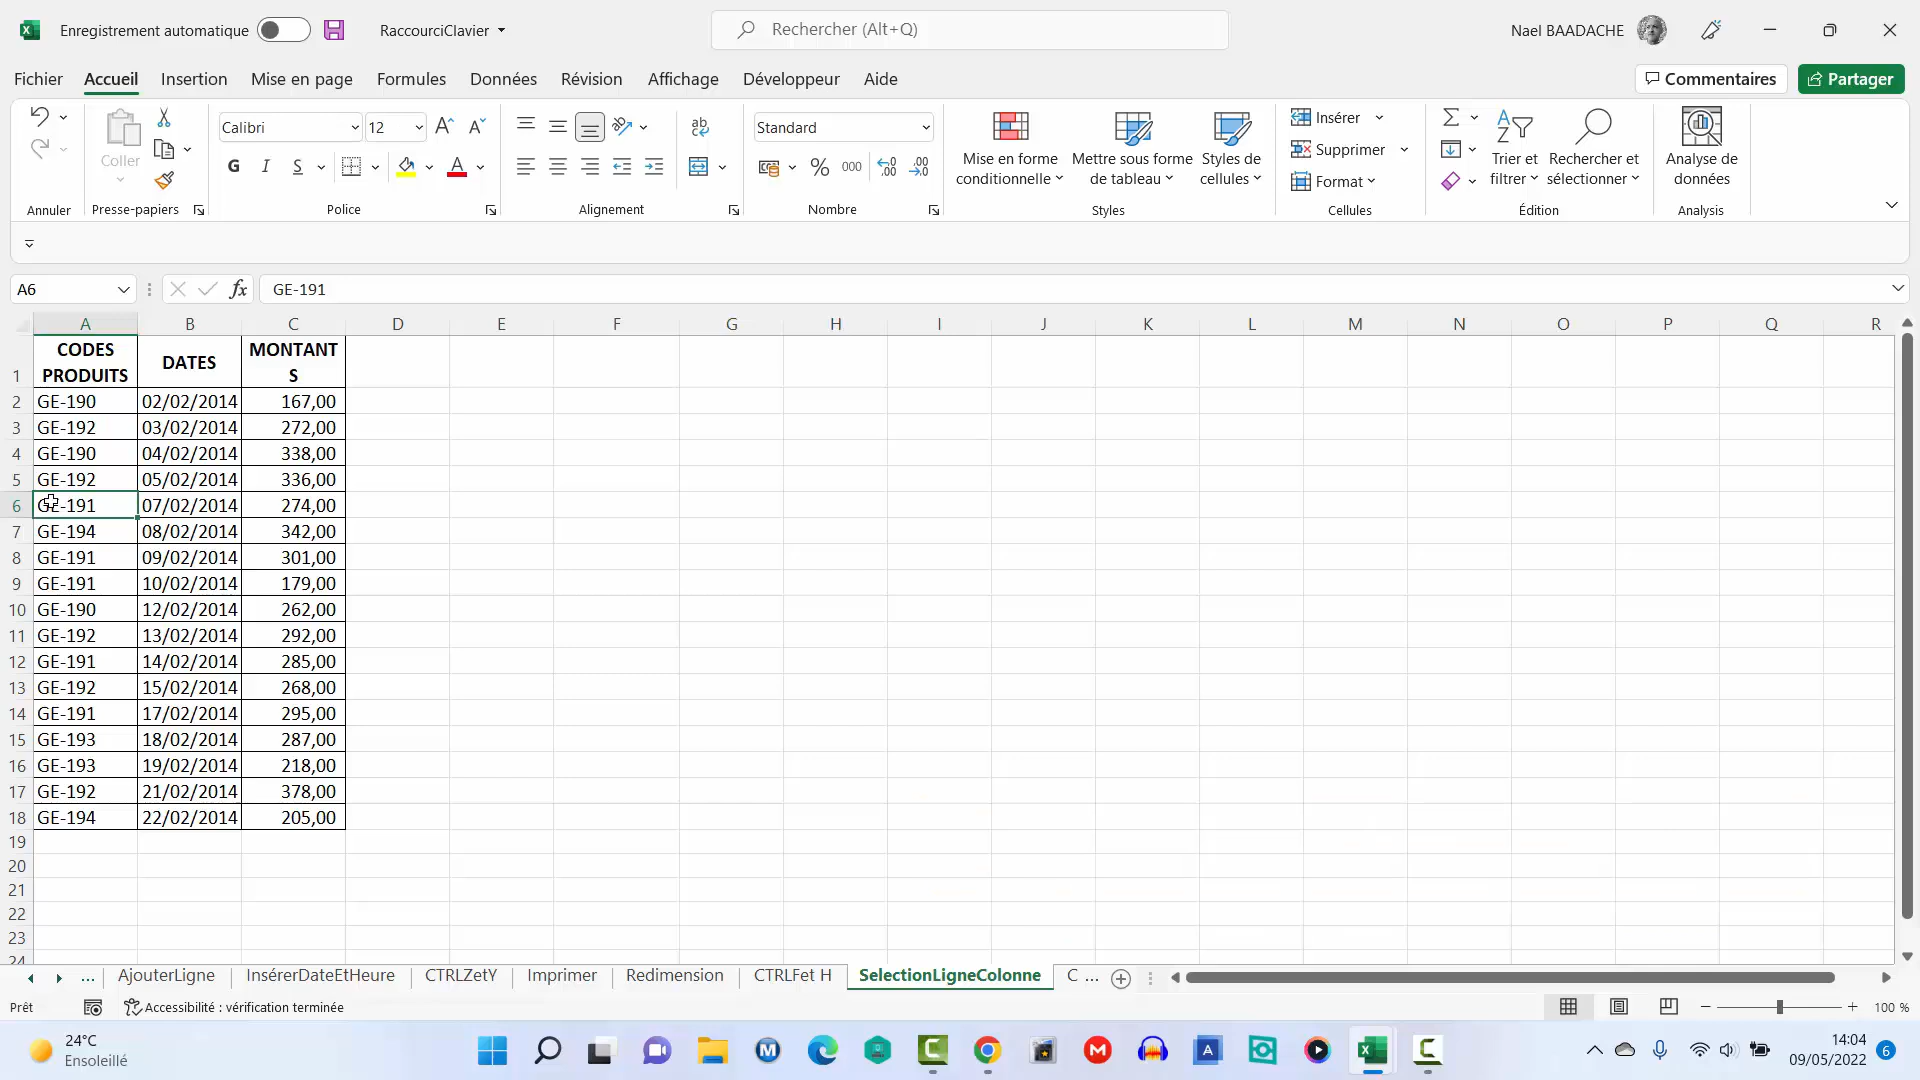 Enregistrement automatique
RaccourciClavier
Rechercher (Alt+Q)
Nael BAADACHE
Fichier Accueil Insertion Mise en page Formules Données Révision Affichage Développeur Aide
Commentaires Partager
Annuler
Coller
Presse-papiers
Calibri 12
G I S
Police
ab
Alignement
Standard
% 000
Nombre
Mise en forme conditionnelle
Mettre sous forme de tableau
Styles de cellules
Styles
Insérer
Supprimer
Format
Cellules
Trier et filtrer
Rechercher et sélectionner
Édition
Analyse de données
Analysis
A6 fx GE-191
A B C D E F G H I J K L M N O P Q R
1 CODES PRODUITS DATES MONTANTS
2 GE-190 02/02/2014 167,00
3 GE-192 03/02/2014 272,00
4 GE-190 04/02/2014 338,00
5 GE-192 05/02/2014 336,00
6 GE-191 07/02/2014 274,00
7 GE-194 08/02/2014 342,00
8 GE-191 09/02/2014 301,00
9 GE-191 10/02/2014 179,00
10 GE-190 12/02/2014 262,00
11 GE-192 13/02/2014 292,00
12 GE-191 14/02/2014 285,00
13 GE-192 15/02/2014 268,00
14 GE-191 17/02/2014 295,00
15 GE-193 18/02/2014 287,00
16 GE-193 19/02/2014 218,00
17 GE-192 21/02/2014 378,00
18 GE-194 22/02/2014 205,00
19
20
21
22
23
24
... AjouterLigne InsérerDateEtHeure CTRLZetY Imprimer Redimension CTRLFet H SelectionLigneColonne C ...
Prêt Accessibilité : vérification terminée 100 %
24°C
Ensoleillé
14:04
09/05/2022
6